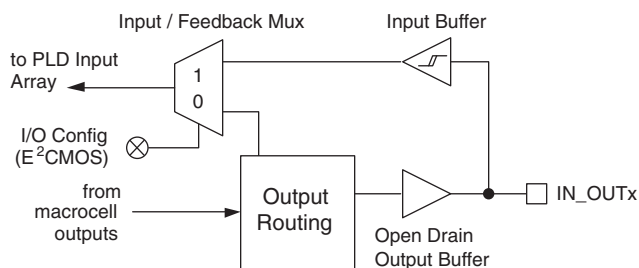 Input / Feedback Mux
Input Buffer
to PLD Input
Array
1
0
I/O Config
(E²CMOS)
from
macrocell
outputs
Output
Routing
IN_OUTx
Open Drain
Output Buffer